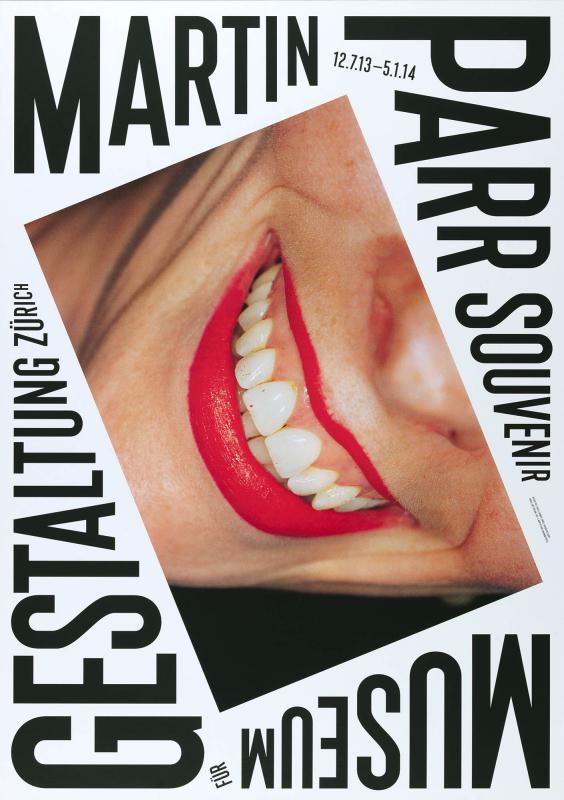 MARTIN
PARR SOUVENIR
12.7.13–5.1.14
MUSEUM
FÜR
GESTALTUNG ZÜRICH